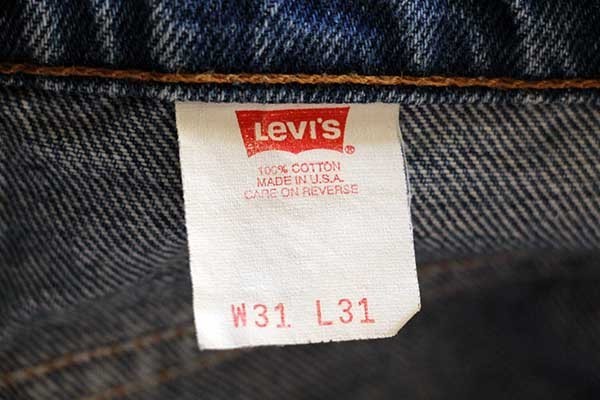 Levi's
®
100% COTTON
MADE IN U.S.A.
CARE ON REVERSE
W31 L31